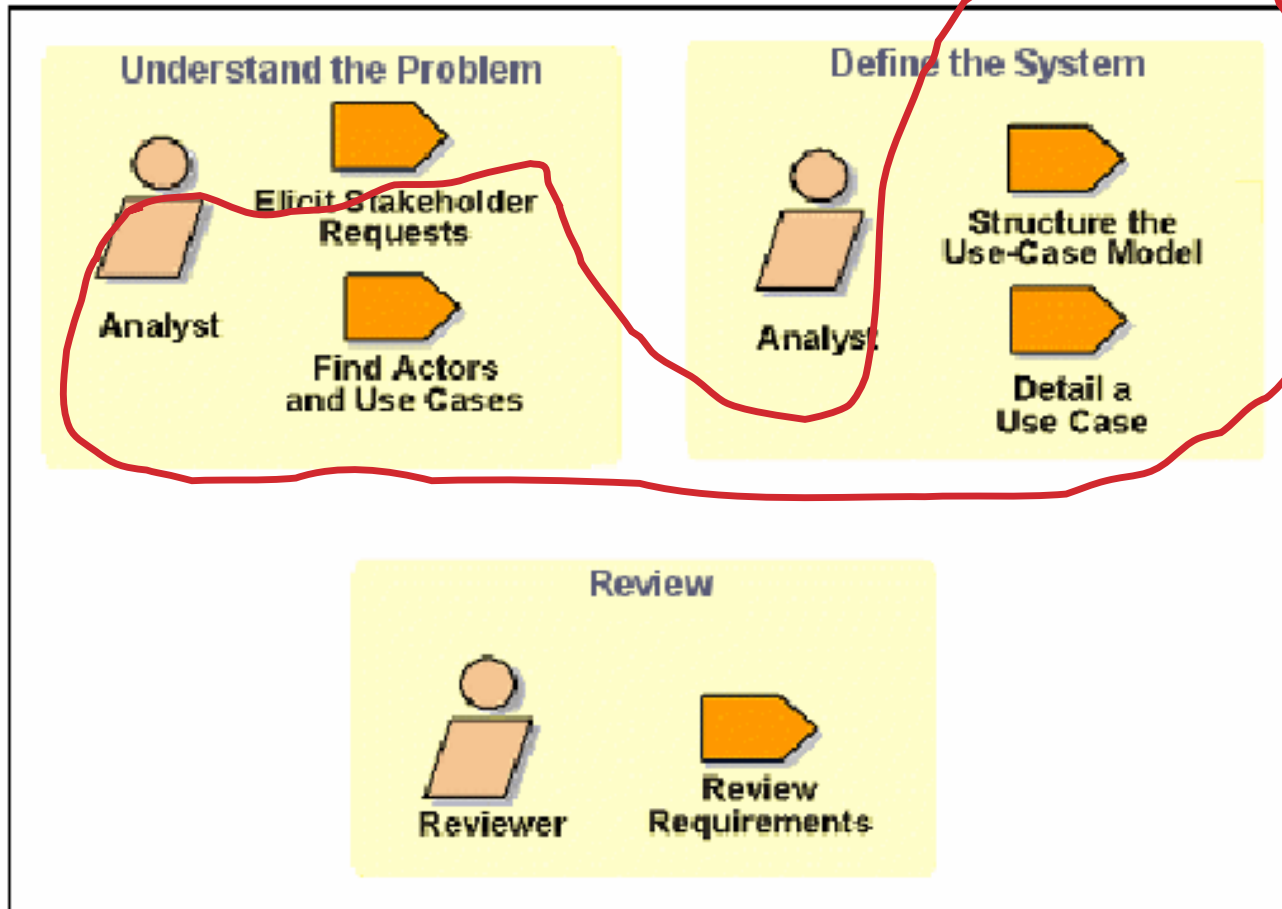 Understand the Problem
Elicit Stakeholder
Requests
Analyst
Find Actors
and Use Cases
Define the System
Structure the
Use-Case Model
Analyst
Detail a
Use Case
Review
Reviewer
Review
Requirements